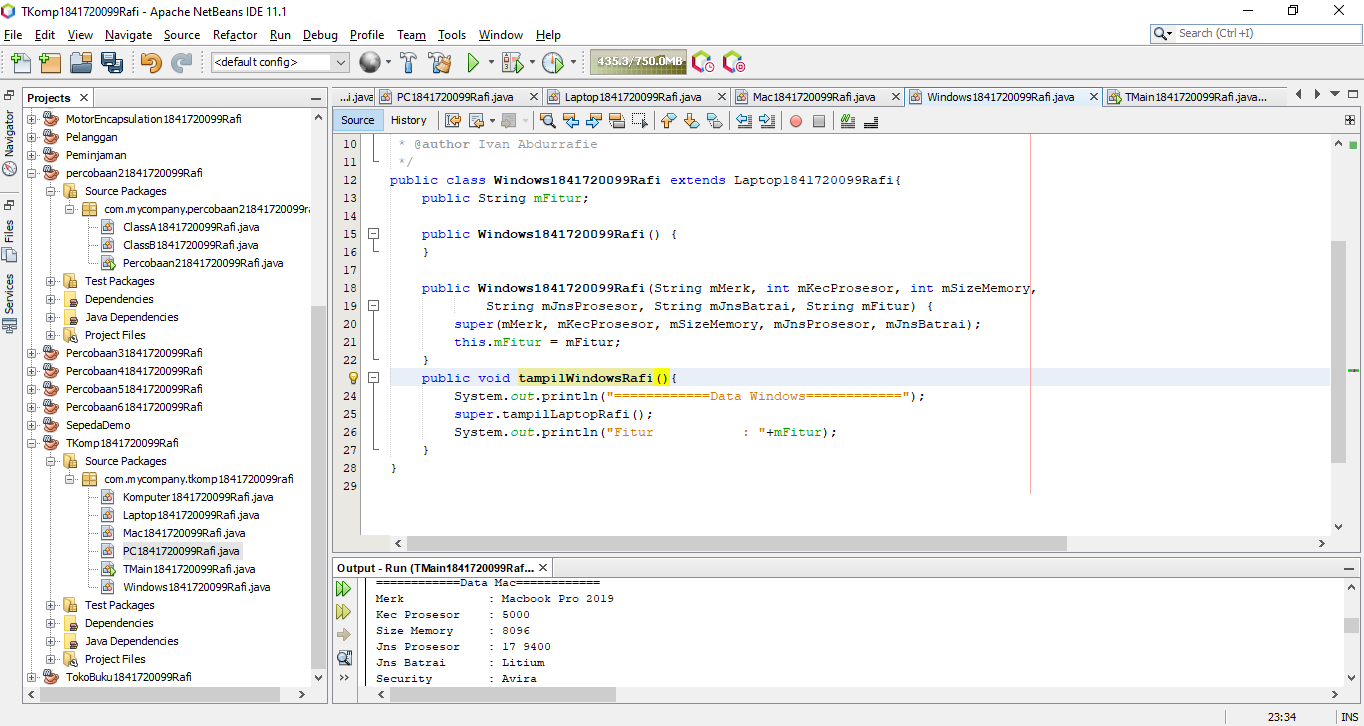 TKomp1841720099Rafi - Apache NetBeans IDE 11.1
File Edit View Navigate Source Refactor Run Debug Profile Team Tools Window Help
Search (Ctrl+I)
<default config>
435.3/750.0MB
Projects
Navigator
Files
Services
MotorEncapsulation1841720099Rafi
Pelanggan
Peminjaman
percobaan21841720099Rafi
Source Packages
com.mycompany.percobaan21841720099ra
ClassA1841720099Rafi.java
ClassB1841720099Rafi.java
Percobaan21841720099Rafi.java
Test Packages
Dependencies
Java Dependencies
Project Files
Percobaan31841720099Rafi
Percobaan41841720099Rafi
Percobaan51841720099Rafi
Percobaan61841720099Rafi
SepedaDemo
TKomp1841720099Rafi
Source Packages
com.mycompany.tkomp1841720099rafi
Komputer1841720099Rafi.java
Laptop1841720099Rafi.java
Mac1841720099Rafi.java
PC1841720099Rafi.java
TMain1841720099Rafi.java
Windows1841720099Rafi.java
Test Packages
Dependencies
Java Dependencies
Project Files
TokoBuku1841720099Rafi
...i.java PC1841720099Rafi.java Laptop1841720099Rafi.java Mac1841720099Rafi.java Windows1841720099Rafi.java TMain1841720099Rafi.java...
Source History
10 * @author Ivan Abdurrafie
11 */
12 public class Windows1841720099Rafi extends Laptop1841720099Rafi{
13 public String mFitur;
14
15 public Windows1841720099Rafi() {
16 }
17
18 public Windows1841720099Rafi(String mMerk, int mKecProsesor, int mSizeMemory,
19 String mJnsProsesor, String mJnsBatrai, String mFitur) {
20 super(mMerk, mKecProsesor, mSizeMemory, mJnsProsesor, mJnsBatrai);
21 this.mFitur = mFitur;
22 }
public void tampilWindowsRafi(){
24 System.out.println("============Data Windows============");
25 super.tampilLaptopRafi();
26 System.out.println("Fitur : "+mFitur);
27 }
28 }
29
Output - Run (TMain1841720099Raf...
============Data Mac============
Merk : Macbook Pro 2019
Kec Prosesor : 5000
Size Memory : 8096
Jns Prosesor : 17 9400
Jns Batrai : Litium
Security : Avira
23:34 INS